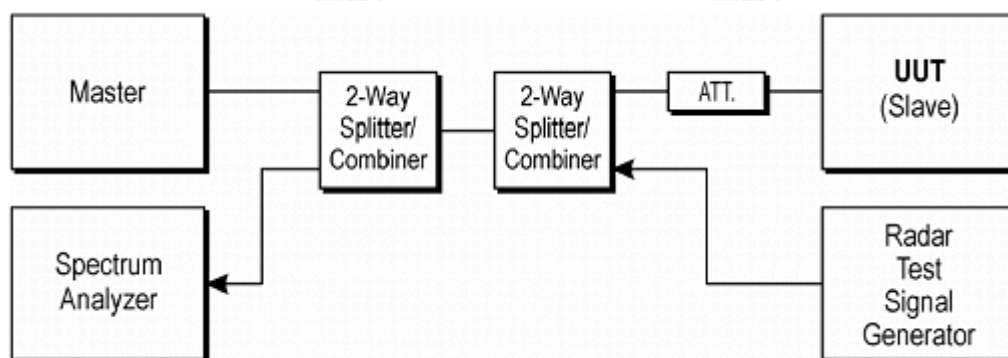 Master
2-Way
Splitter/
Combiner
2-Way
Splitter/
Combiner
ATT.
UUT
(Slave)
Spectrum
Analyzer
Radar
Test
Signal
Generator